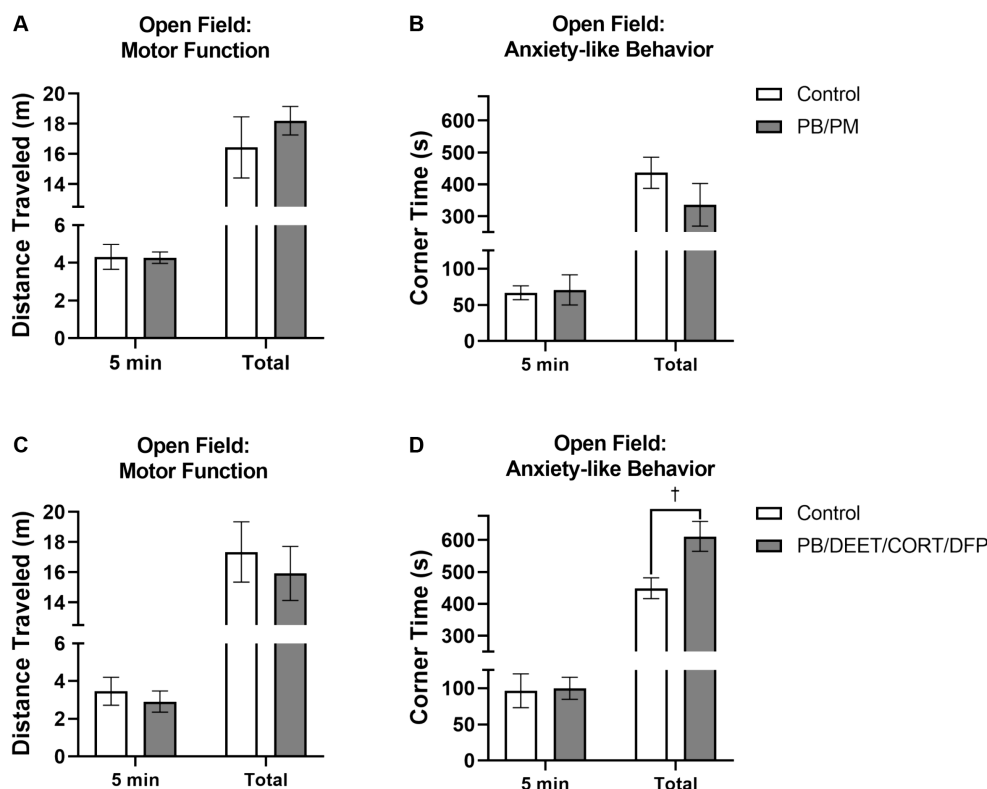 A
Open Field:
Motor Function
Distance Traveled (m)
20
18
16
14
6
4
2
0
5 min
Total
B
Open Field:
Anxiety-like Behavior
Corner Time (s)
600
500
400
300
100
50
0
5 min
Total
Control
PB/PM
C
Open Field:
Motor Function
Distance Traveled (m)
20
18
16
14
6
4
2
0
5 min
Total
D
Open Field:
Anxiety-like Behavior
†
Corner Time (s)
600
500
400
300
100
50
0
5 min
Total
Control
PB/DEET/CORT/DFP